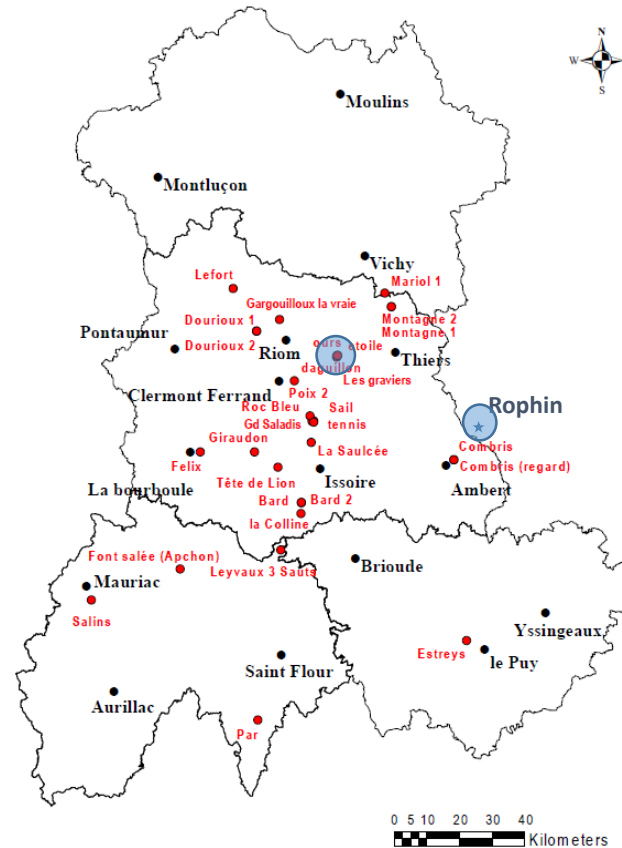 N
W
E
S
Moulins
Montluçon
Vichy
Lefort
Mariol 1
Gargouilloux la vraie
Montagne 2
Montagne 1
Dourioux 1
Pontaumur
Dourioux 2
Riom
ours
étoile
Thiers
daguillon
Les graviers
Clermont Ferrand
Poix 2
Rophin
Roc Bleu
Sail
Gd Saladis
tennis
La Saulcée
Combris
Giraudon
Combris (regard)
Felix
Tête de Lion
Issoire
Ambert
La bourboule
Bard
Bard 2
la Colline
Font salée (Apchon)
Leyvaux 3 Sauts
Brioude
Mauriac
Salins
Yssingeaux
Estreys
le Puy
Saint Flour
Aurillac
Par
0 5 10 20 30 40
Kilometers